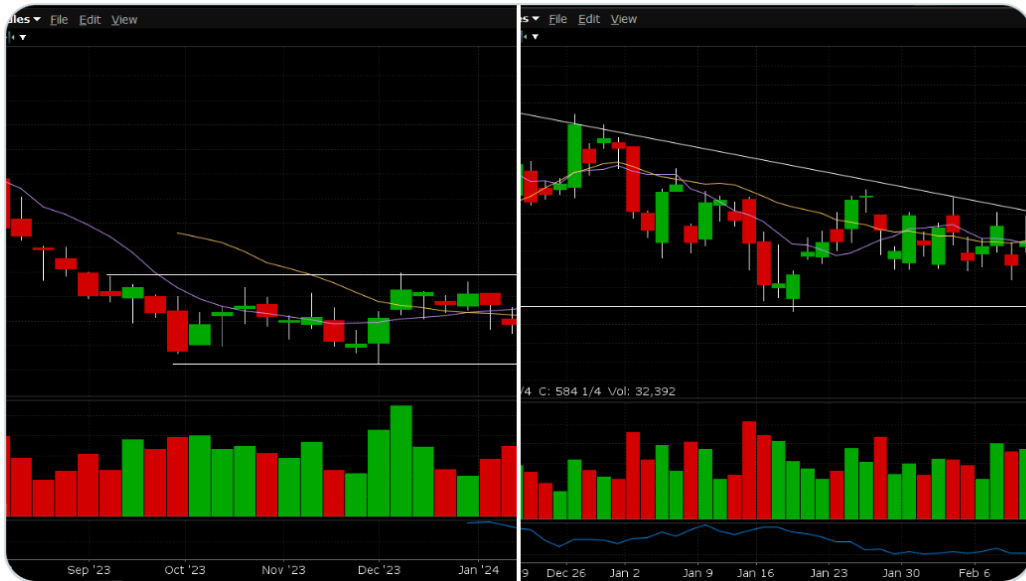 File Edit View
File Edit View
C: 584 1/4 Vol: 32,392
Sep '23 Oct '23 Nov '23 Dec '23 Jan '24
9 Dec 26 Jan 2 Jan 9 Jan 16 Jan 23 Jan 30 Feb 6